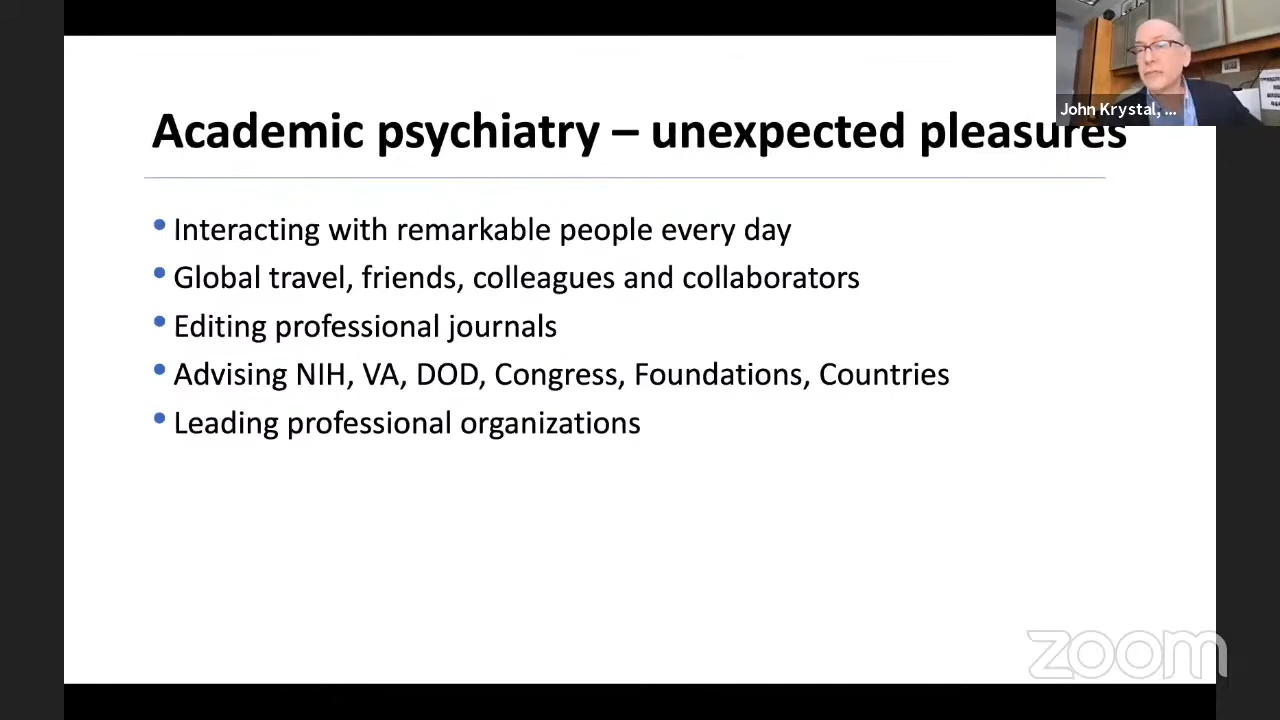 John Krystal, ...
Academic psychiatry – unexpected pleasures
• Interacting with remarkable people every day
• Global travel, friends, colleagues and collaborators
• Editing professional journals
• Advising NIH, VA, DOD, Congress, Foundations, Countries
• Leading professional organizations
zoom